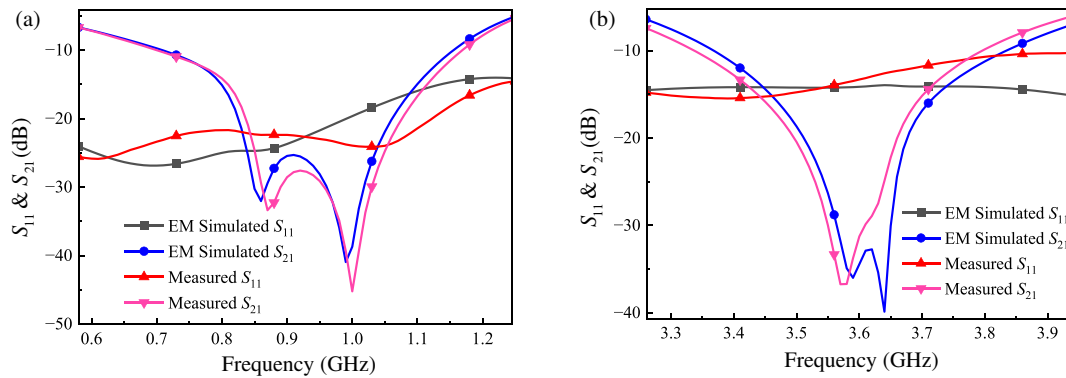 (a)
−10
−20
−30
−40
−50
S11 & S21 (dB)
EM Simulated S11
EM Simulated S21
Measured S11
Measured S21
0.6 0.7 0.8 0.9 1.0 1.1 1.2
Frequency (GHz)
(b)
−10
−20
−30
−40
S11 & S21 (dB)
EM Simulated S11
EM Simulated S21
Measured S11
Measured S21
3.3 3.4 3.5 3.6 3.7 3.8 3.9
Frequency (GHz)